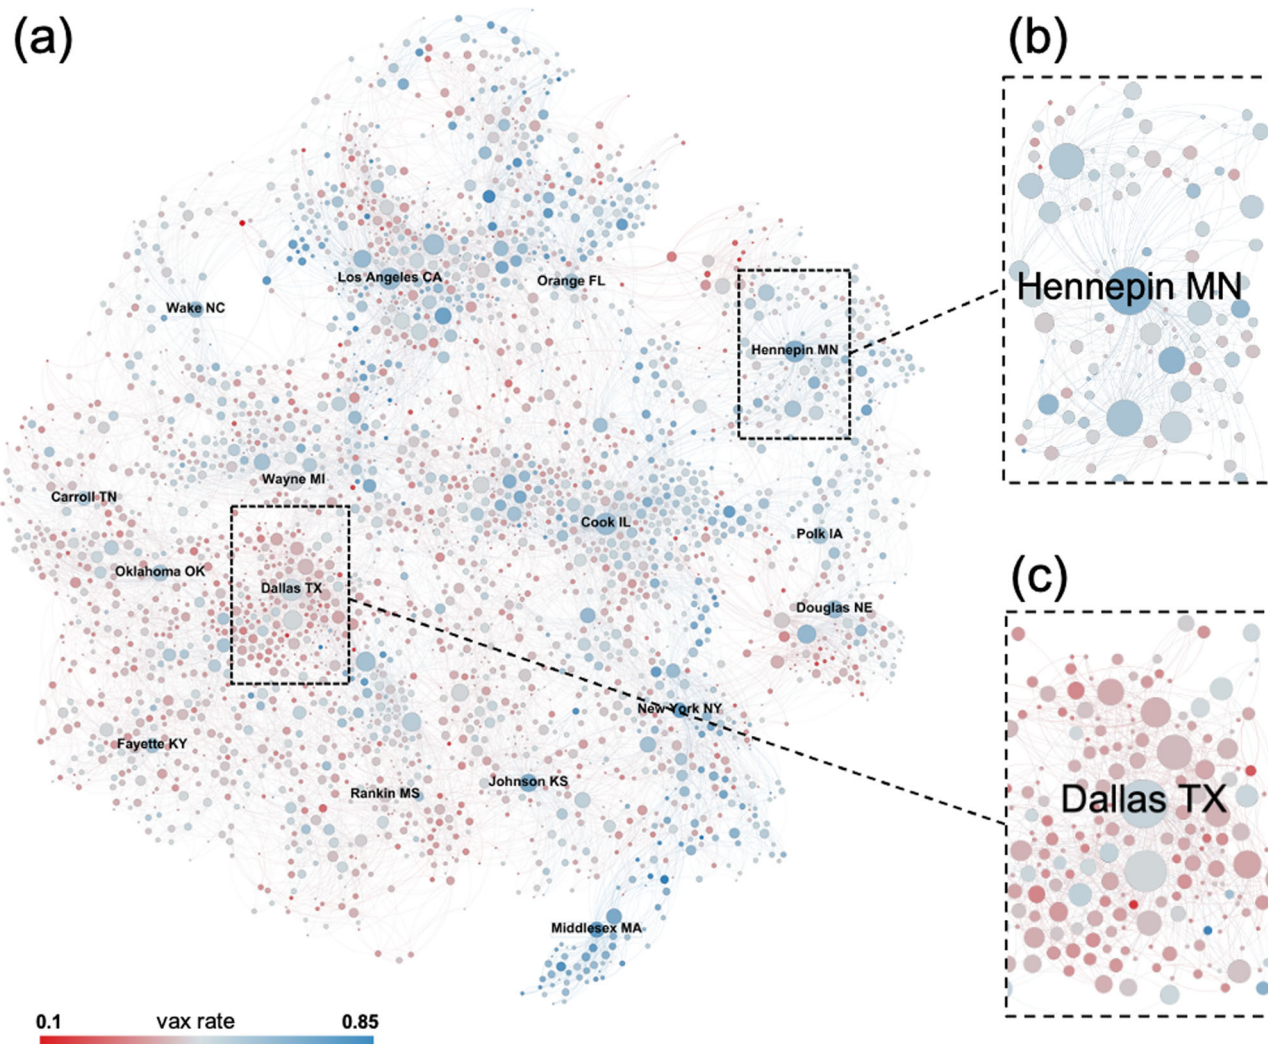 (a)
(b)
Los Angeles CA
Orange FL
Wake NC
Hennepin MN
Hennepin MN
Wayne MI
Carroll TN
Cook IL
Polk IA
(c)
Oklahoma OK
Dallas TX
Douglas NE
New York NY
Fayette KY
Johnson KS
Rankin MS
Dallas TX
Middlesex MA
0.1 vax rate 0.85